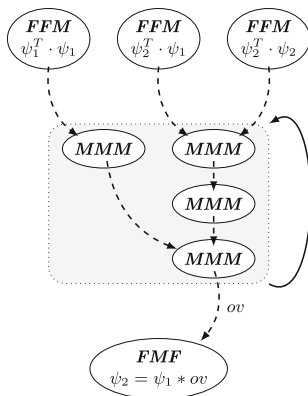 FFM FFM FFM
ψ₁ᵀ · ψ₁ ψ₂ᵀ · ψ₁ ψ₂ᵀ · ψ₂
MMM MMM
MMM
MMM
ov
FMF
ψ₂ = ψ₁ * ov